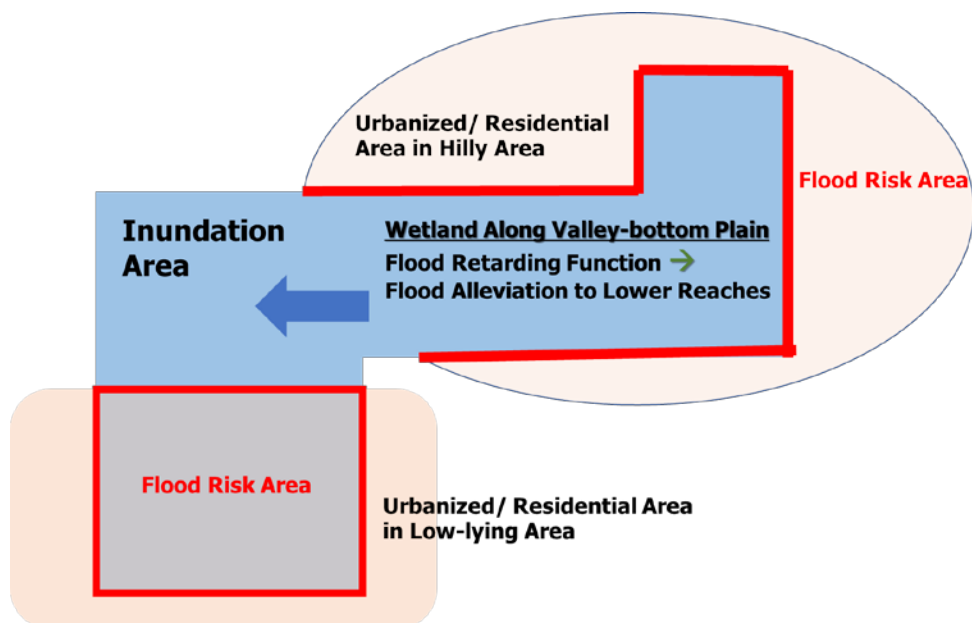 Urbanized/ Residential
Area in Hilly Area
Flood Risk Area
Inundation
Area
Wetland Along Valley-bottom Plain
Flood Retarding Function →
Flood Alleviation to Lower Reaches
Flood Risk Area
Urbanized/ Residential Area
in Low-lying Area